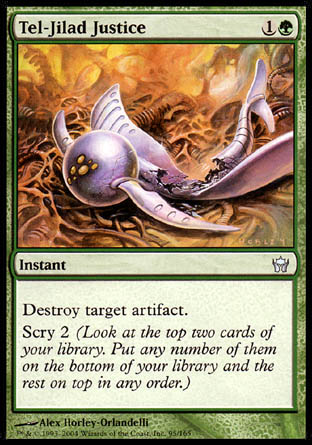 Tel-Jilad Justice 1
Instant
Destroy target artifact.
Scry 2 (Look at the top two cards of
your library. Put any number of them
on the bottom of your library and the
rest on top in any order.)
Alex Horley-Orlandelli
™ & © 1993-2004 Wizards of the Coast, Inc. 95/165